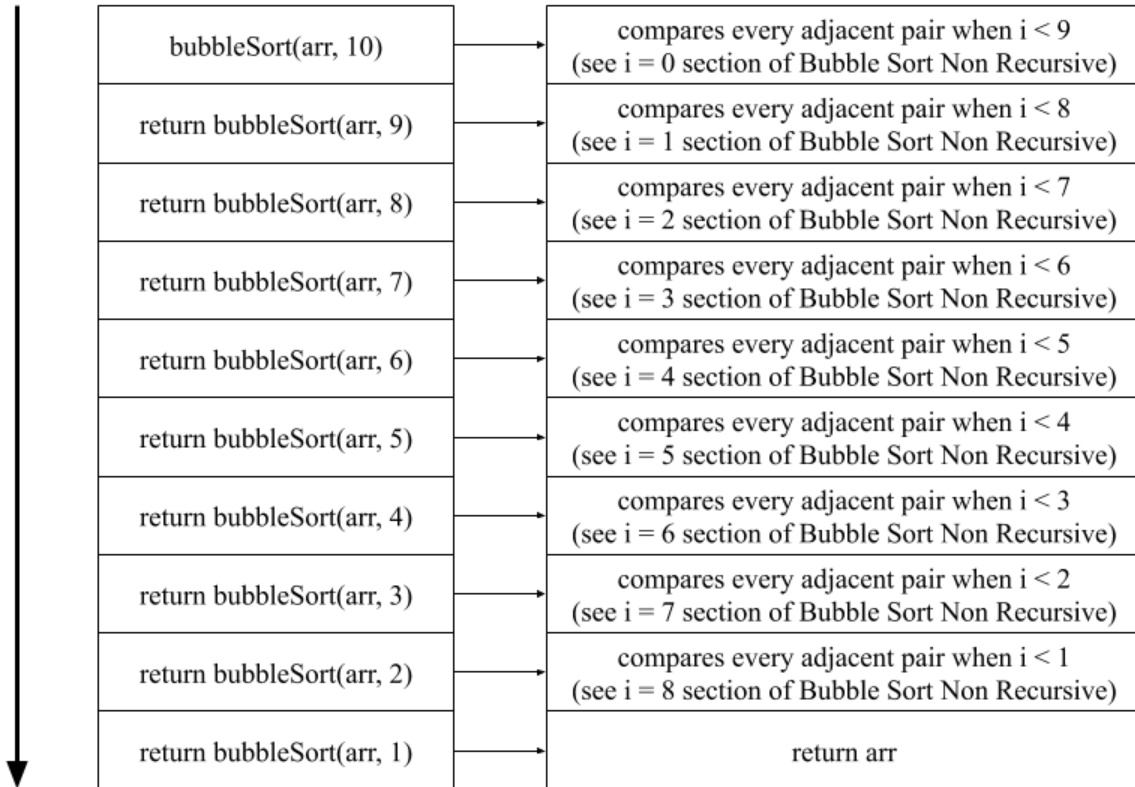 bubbleSort(arr, 10)
compares every adjacent pair when i < 9
(see i = 0 section of Bubble Sort Non Recursive)
return bubbleSort(arr, 9)
compares every adjacent pair when i < 8
(see i = 1 section of Bubble Sort Non Recursive)
return bubbleSort(arr, 8)
compares every adjacent pair when i < 7
(see i = 2 section of Bubble Sort Non Recursive)
return bubbleSort(arr, 7)
compares every adjacent pair when i < 6
(see i = 3 section of Bubble Sort Non Recursive)
return bubbleSort(arr, 6)
compares every adjacent pair when i < 5
(see i = 4 section of Bubble Sort Non Recursive)
return bubbleSort(arr, 5)
compares every adjacent pair when i < 4
(see i = 5 section of Bubble Sort Non Recursive)
return bubbleSort(arr, 4)
compares every adjacent pair when i < 3
(see i = 6 section of Bubble Sort Non Recursive)
return bubbleSort(arr, 3)
compares every adjacent pair when i < 2
(see i = 7 section of Bubble Sort Non Recursive)
return bubbleSort(arr, 2)
compares every adjacent pair when i < 1
(see i = 8 section of Bubble Sort Non Recursive)
return bubbleSort(arr, 1)
return arr